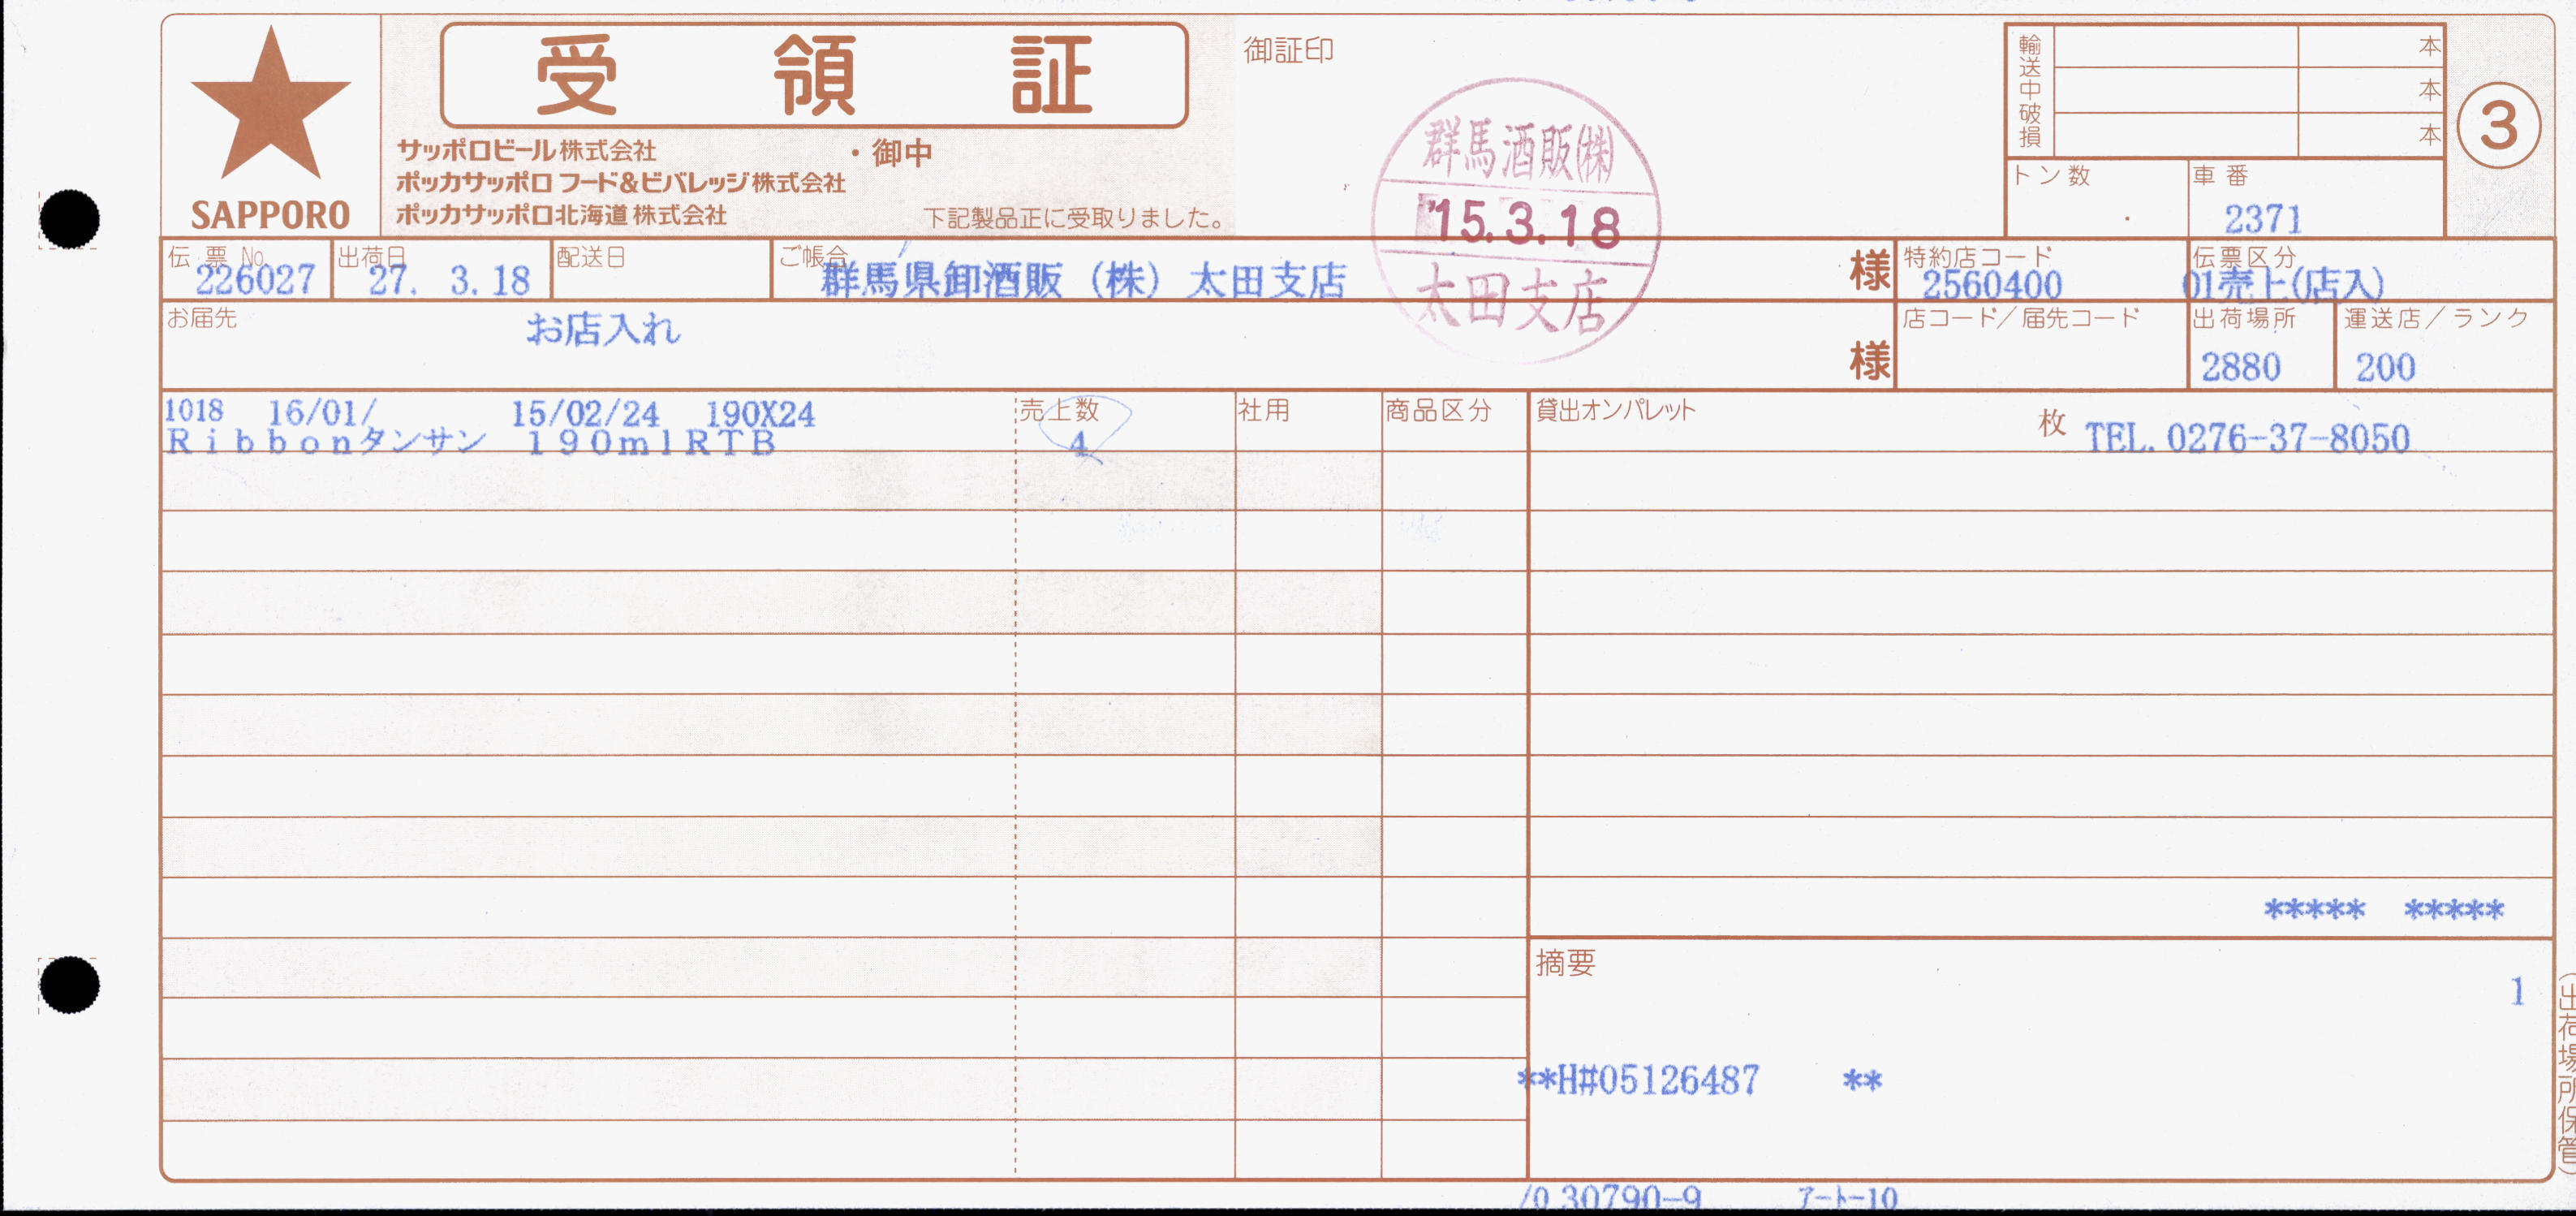 受領証
SAPPORO
サッポロビール株式会社 ・御中
ポッカサッポロ フード&ビバレッジ株式会社
ポッカサッポロ北海道株式会社
下記製品正に受取りました。
御証印
群馬酒販㈱
'15.3.18
太田支店
輸送中破損
本
本
本
③
トン数 ・
車番 2371
伝票 No. 226027
出荷日 27. 3.18
配送日
ご帳合 群馬県卸酒販(株)太田支店 様
特約店コード 2560400
伝票区分 01売上(店入)
お届先 お店入れ 様
店コード/届先コード
出荷場所 2880
運送店/ランク 200
売上数 社用 商品区分 貸出オンパレット 枚
1018 16/01/ 15/02/24 190X24
Ribbonタンサン 190mlRTB 4
TEL. 0276-37-8050
***** *****
摘要
1
**H#05126487 **
(出荷場所保管)
/0 30790-9 アート-10